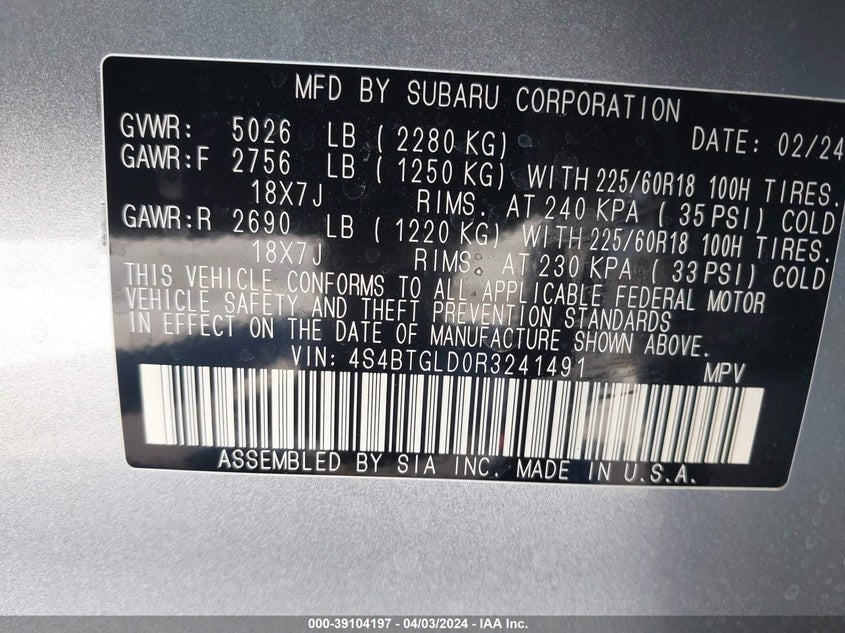 MFD BY SUBARU CORPORATION
GVWR: 5026 LB ( 2280 KG) DATE: 02/24
GAWR:F 2756 LB ( 1250 KG) WITH 225/60R18 100H TIRES.
18X7J RIMS. AT 240 KPA ( 35 PSI) COLD
GAWR:R 2690 LB ( 1220 KG) WITH 225/60R18 100H TIRES.
18X7J RIMS. AT 230 KPA ( 33 PSI) COLD
THIS VEHICLE CONFORMS TO ALL APPLICABLE FEDERAL MOTOR
VEHICLE SAFETY AND THEFT PREVENTION STANDARDS
IN EFFECT ON THE DATE OF MANUFACTURE SHOWN ABOVE.
VIN: 4S4BTGLD0R3241491 MPV
ASSEMBLED BY SIA INC. MADE IN U.S.A.
000-39104197 - 04/03/2024 - IAA Inc.